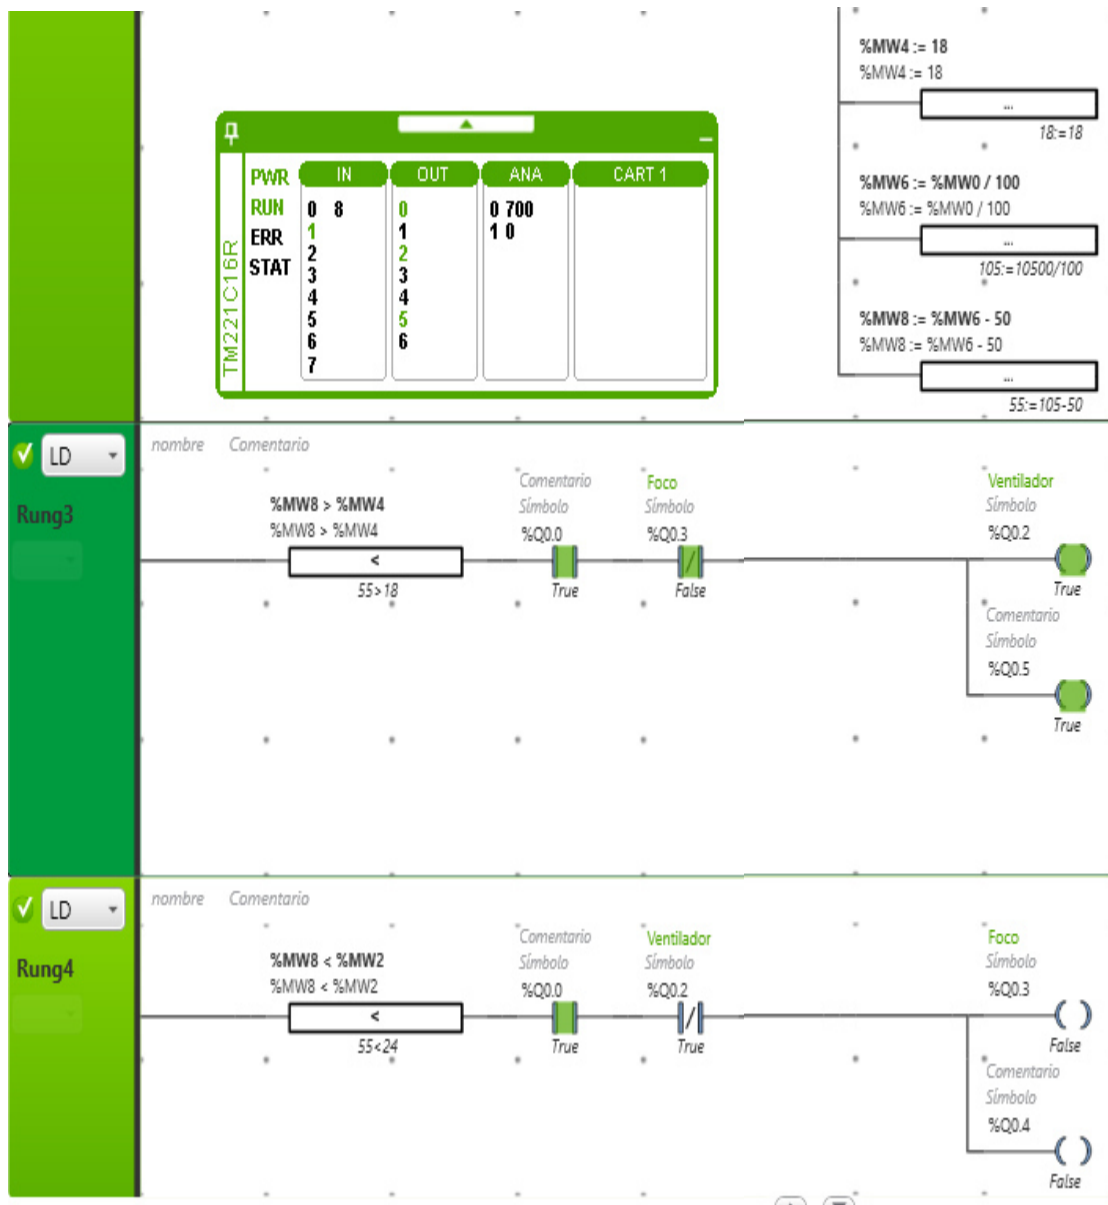 %MW4 := 18
%MW4 := 18
...
18:=18
%MW6 := %MW0 / 100
%MW6 := %MW0 / 100
...
105:=10500/100
%MW8 := %MW6 - 50
%MW8 := %MW6 - 50
...
55:=105-50
TM221C16R
PWR
RUN
ERR
STAT
IN
0 8
1
2
3
4
5
6
7
OUT
0
1
2
3
4
5
6
ANA
0 700
1 0
CART 1
LD
Rung3
nombre Comentario
%MW8 > %MW4
%MW8 > %MW4
<
55>18
Comentario
Símbolo
%Q0.0
True
Foco
Símbolo
%Q0.3
/
False
Ventilador
Símbolo
%Q0.2
True
Comentario
Símbolo
%Q0.5
True
LD
Rung4
nombre Comentario
%MW8 < %MW2
%MW8 < %MW2
<
55<24
Comentario
Símbolo
%Q0.0
True
Ventilador
Símbolo
%Q0.2
/
True
Foco
Símbolo
%Q0.3
False
Comentario
Símbolo
%Q0.4
False